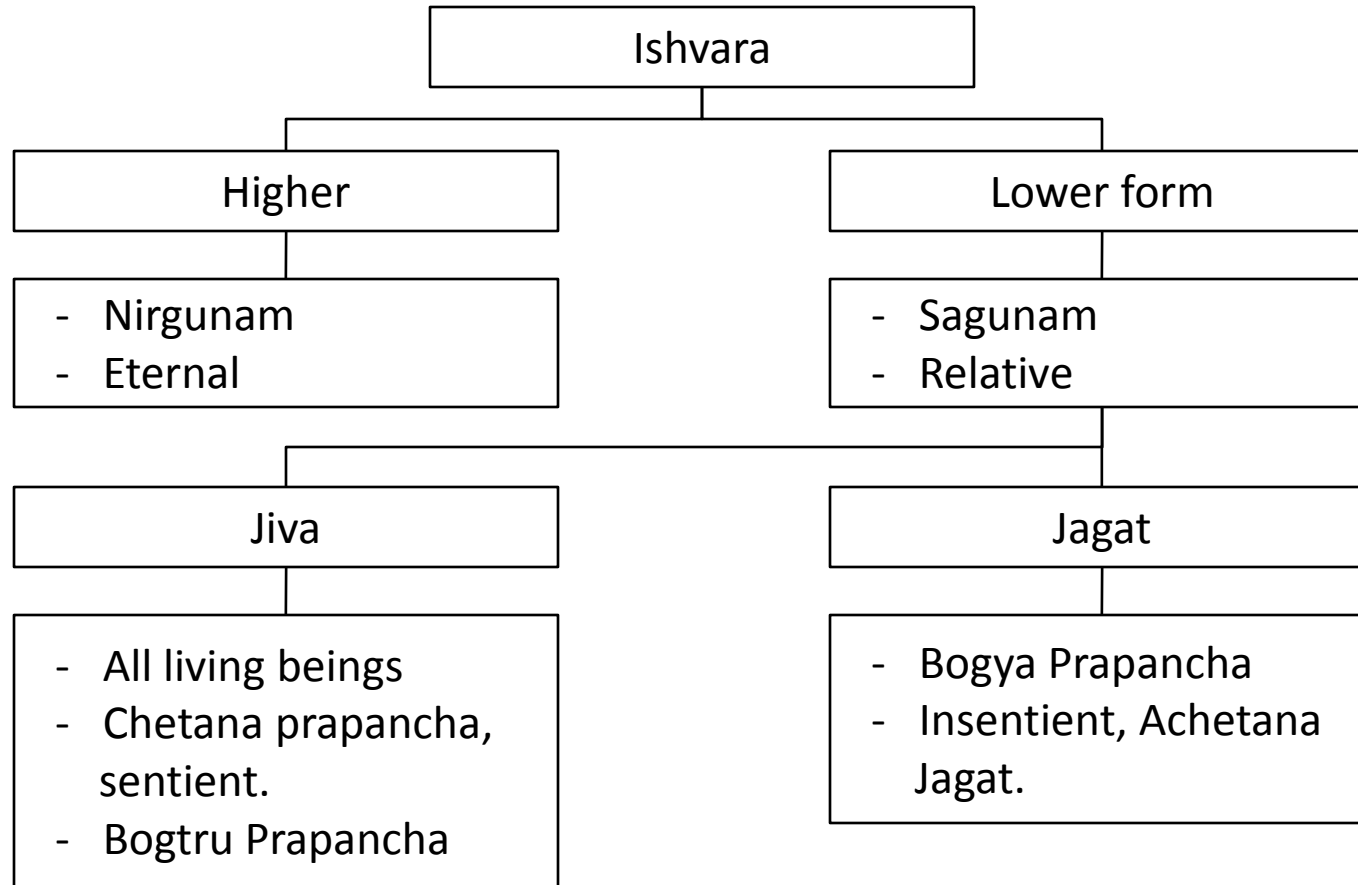 Ishvara
Higher
Lower form
- Nirgunam
- Eternal
- Sagunam
- Relative
Jiva
Jagat
- All living beings
- Chetana prapancha,
sentient.
- Bogtru Prapancha
- Bogya Prapancha
- Insentient, Achetana
Jagat.